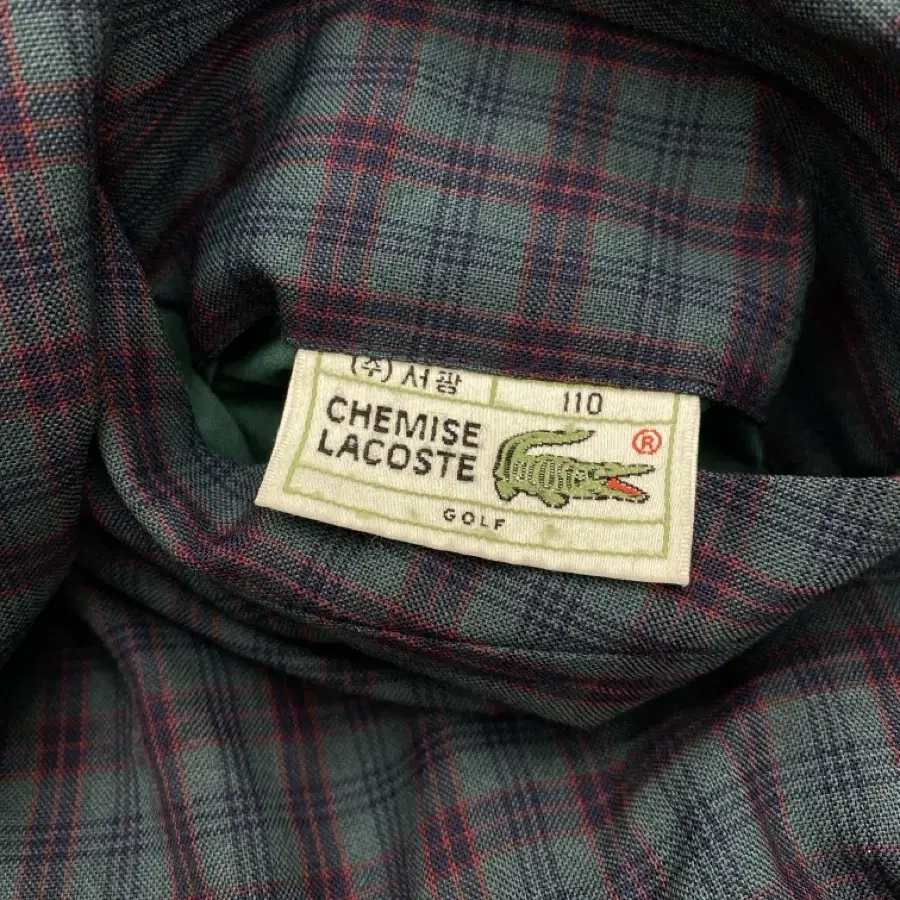 (주) 서광
110
CHEMISE
LACOSTE
®
GOLF